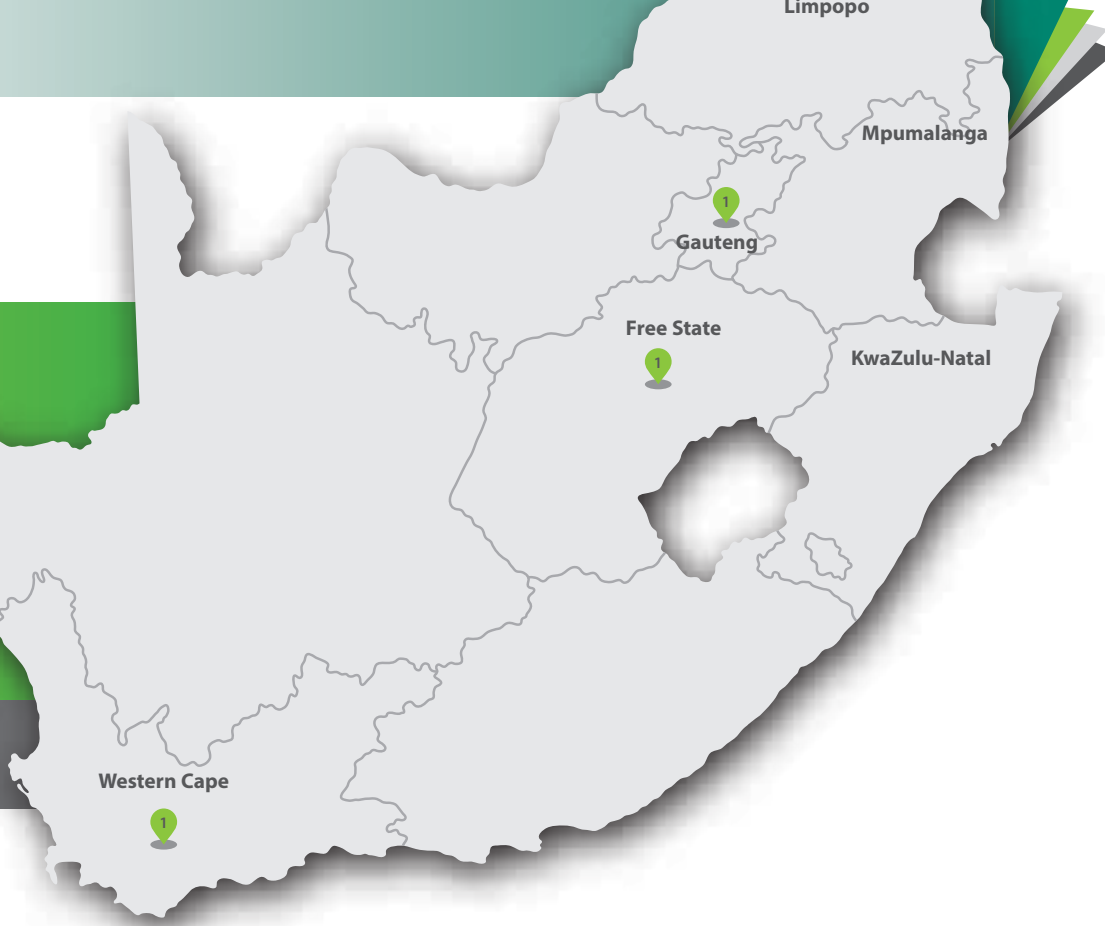 Limpopo
Mpumalanga
1
Gauteng
Free State
1
KwaZulu-Natal
Western Cape
1